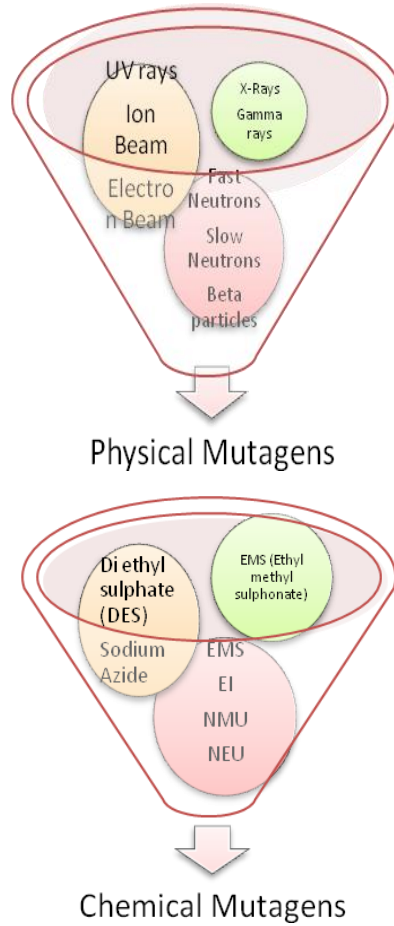 UV rays
Ion
Beam
Electro
n Beam
X-Rays
Gamma
rays
Fast
Neutrons
Slow
Neutrons
Beta
particles
Physical Mutagens
Di ethyl
sulphate
(DES)
Sodium
Azide
EMS (Ethyl
methyl
sulphonate)
EMS
EI
NMU
NEU
Chemical Mutagens